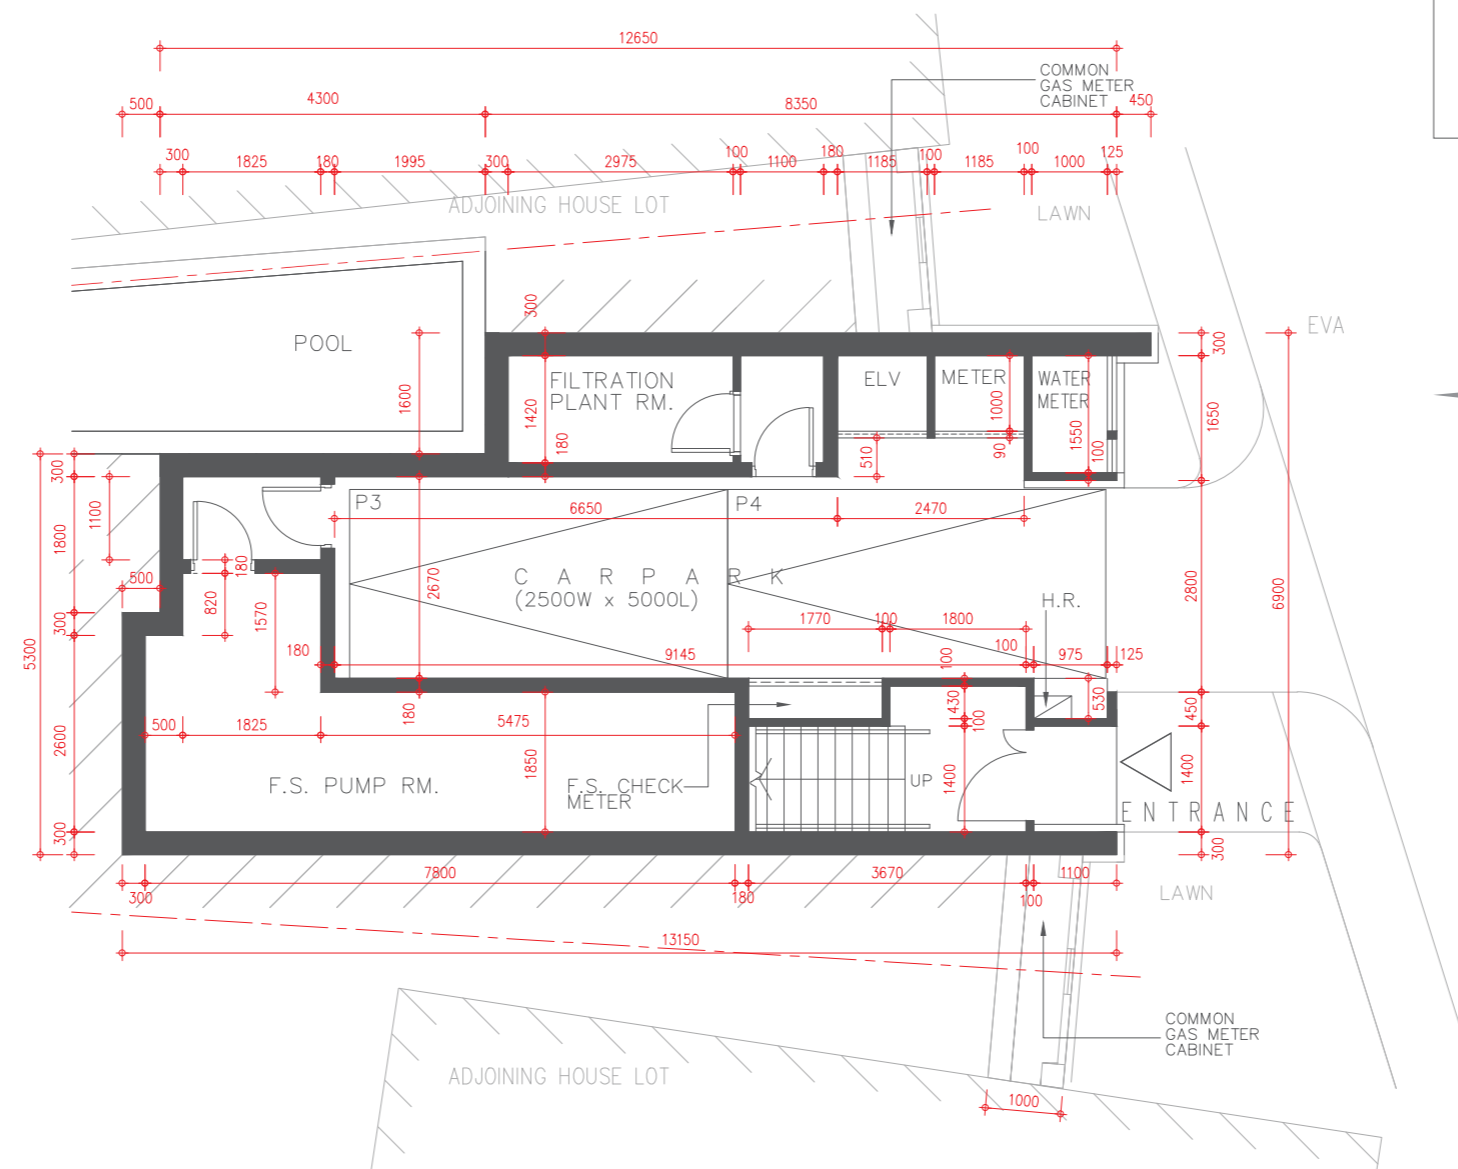 12650
COMMON
GAS METER
CABINET
500
4300
8350
450
300
1825
180
1995
300
2975
100
1100
180
1185
100
1185
100
1000
125
ADJOINING HOUSE LOT
LAWN
300
EVA
POOL
300
FILTRATION
PLANT RM.
ELV
METER
WATER
METER
1600
1420
180
1000
90
1550
100
1650
510
300
1100
1800
P3
P4
6650
2470
180
500
820
1570
2670
C A R P A R K
(2500W x 5000L)
H.R.
2800
6900
300
5300
1770
100
1800
180
9145
100
100
975
125
180
430
100
530
450
500
1825
5475
2600
1850
1400
1400
F.S. PUMP RM.
F.S. CHECK
METER
UP
ENTRANCE
300
300
300
7800
180
3670
100
1100
LAWN
13150
COMMON
GAS METER
CABINET
ADJOINING HOUSE LOT
1000